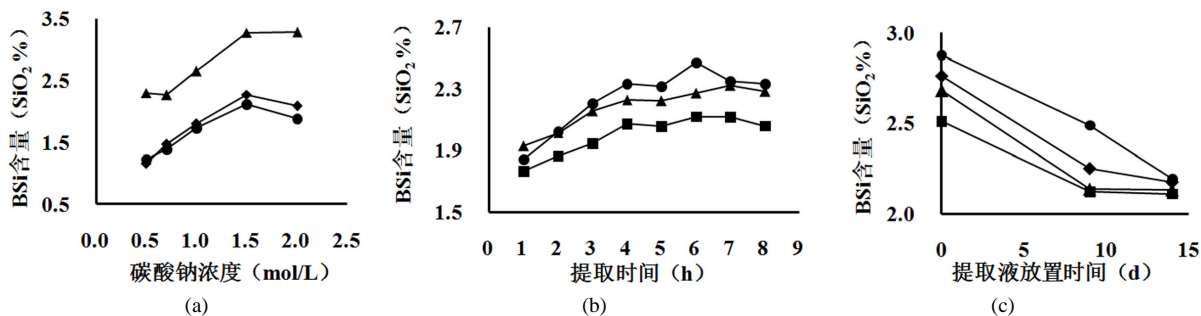 BSi含量（SiO₂%）
3.5
2.5
1.5
0.5
0.0 0.5 1.0 1.5 2.0 2.5
碳酸钠浓度（mol/L）
(a)
BSi含量（SiO₂%）
2.7
2.3
1.9
1.5
0 1 2 3 4 5 6 7 8 9
提取时间（h）
(b)
BSi含量（SiO₂%）
3.0
2.5
2.0
0 5 10 15
提取液放置时间（d）
(c)